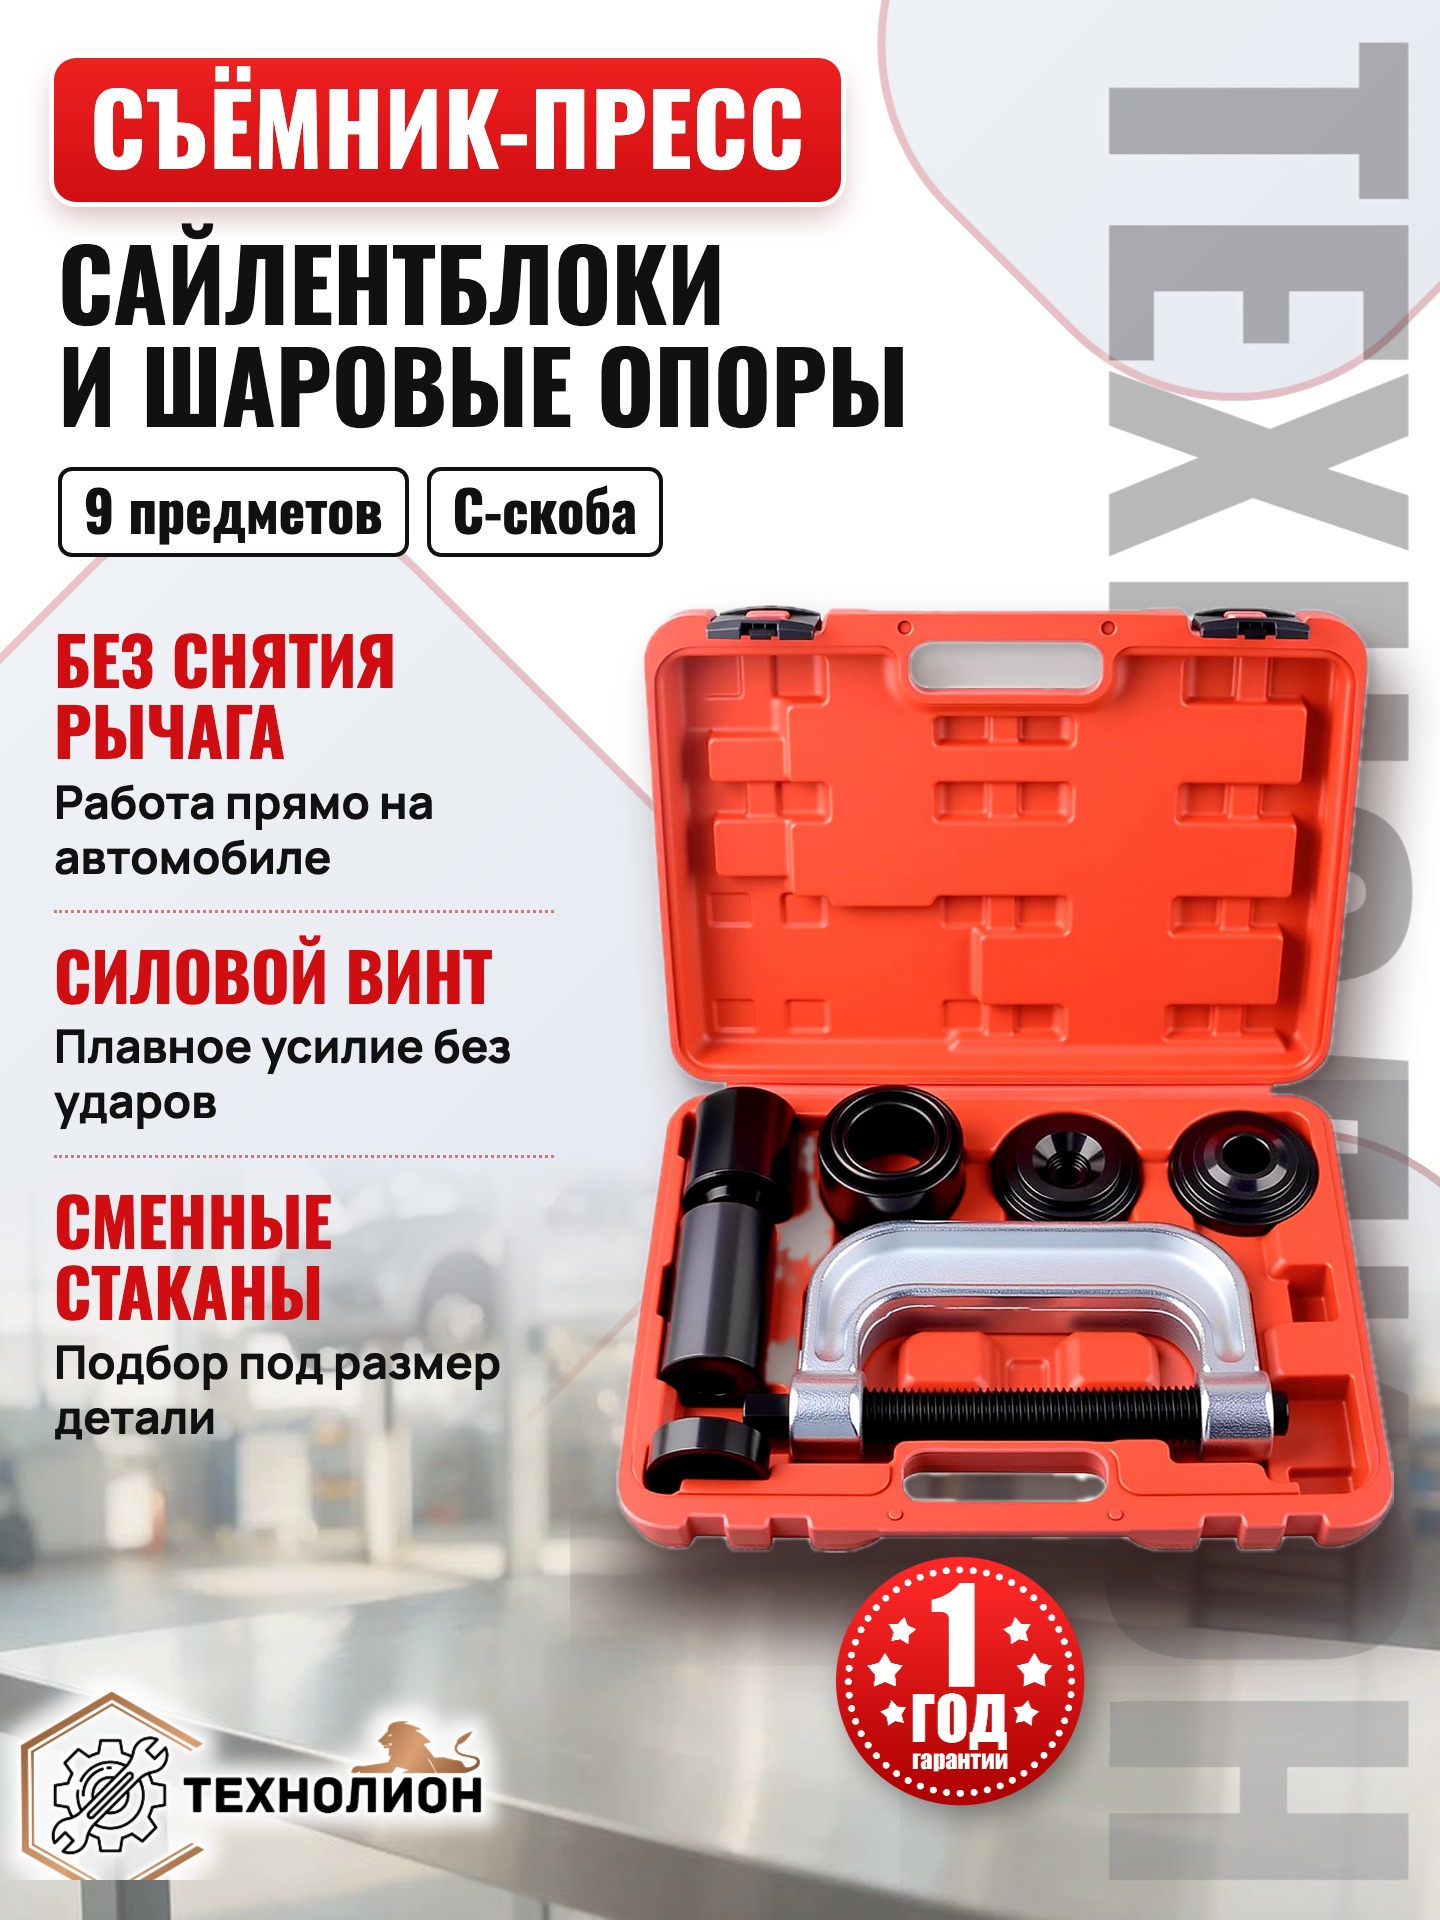 СЪЁМНИК-ПРЕСС
САЙЛЕНТБЛОКИ
И ШАРОВЫЕ ОПОРЫ
9 предметов
С-скоба
БЕЗ СНЯТИЯ
РЫЧАГА
Работа прямо на
автомобиле
СИЛОВОЙ ВИНТ
Плавное усилие без
ударов
СМЕННЫЕ
СТАКАНЫ
Подбор под размер
детали
1
ГОД
гарантии
ТЕХНОЛИОН
ТЕХНОЛИОН